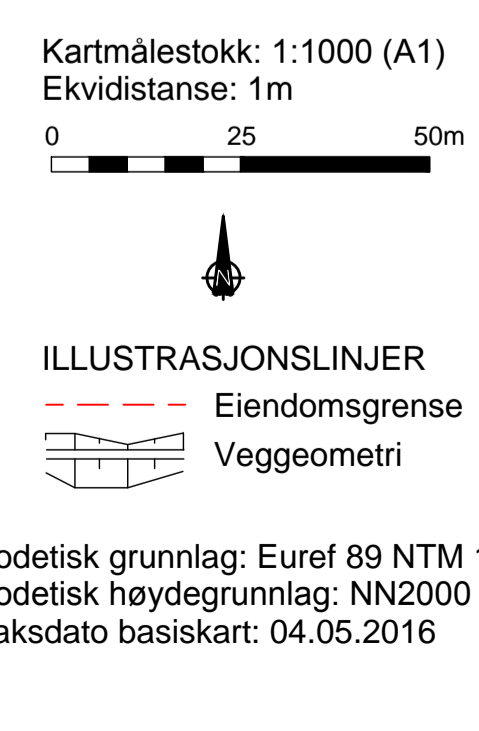 Kartmålestokk: 1:1000 (A1)
Ekvidistanse: 1m
0 25 50m
N
ILLUSTRASJONSLINJER
Eiendomsgrense
Veggeometri
odetisk grunnlag: Euref 89 NTM
odetisk høydegrunnlag: NN2000
aksdato basiskart: 04.05.2016